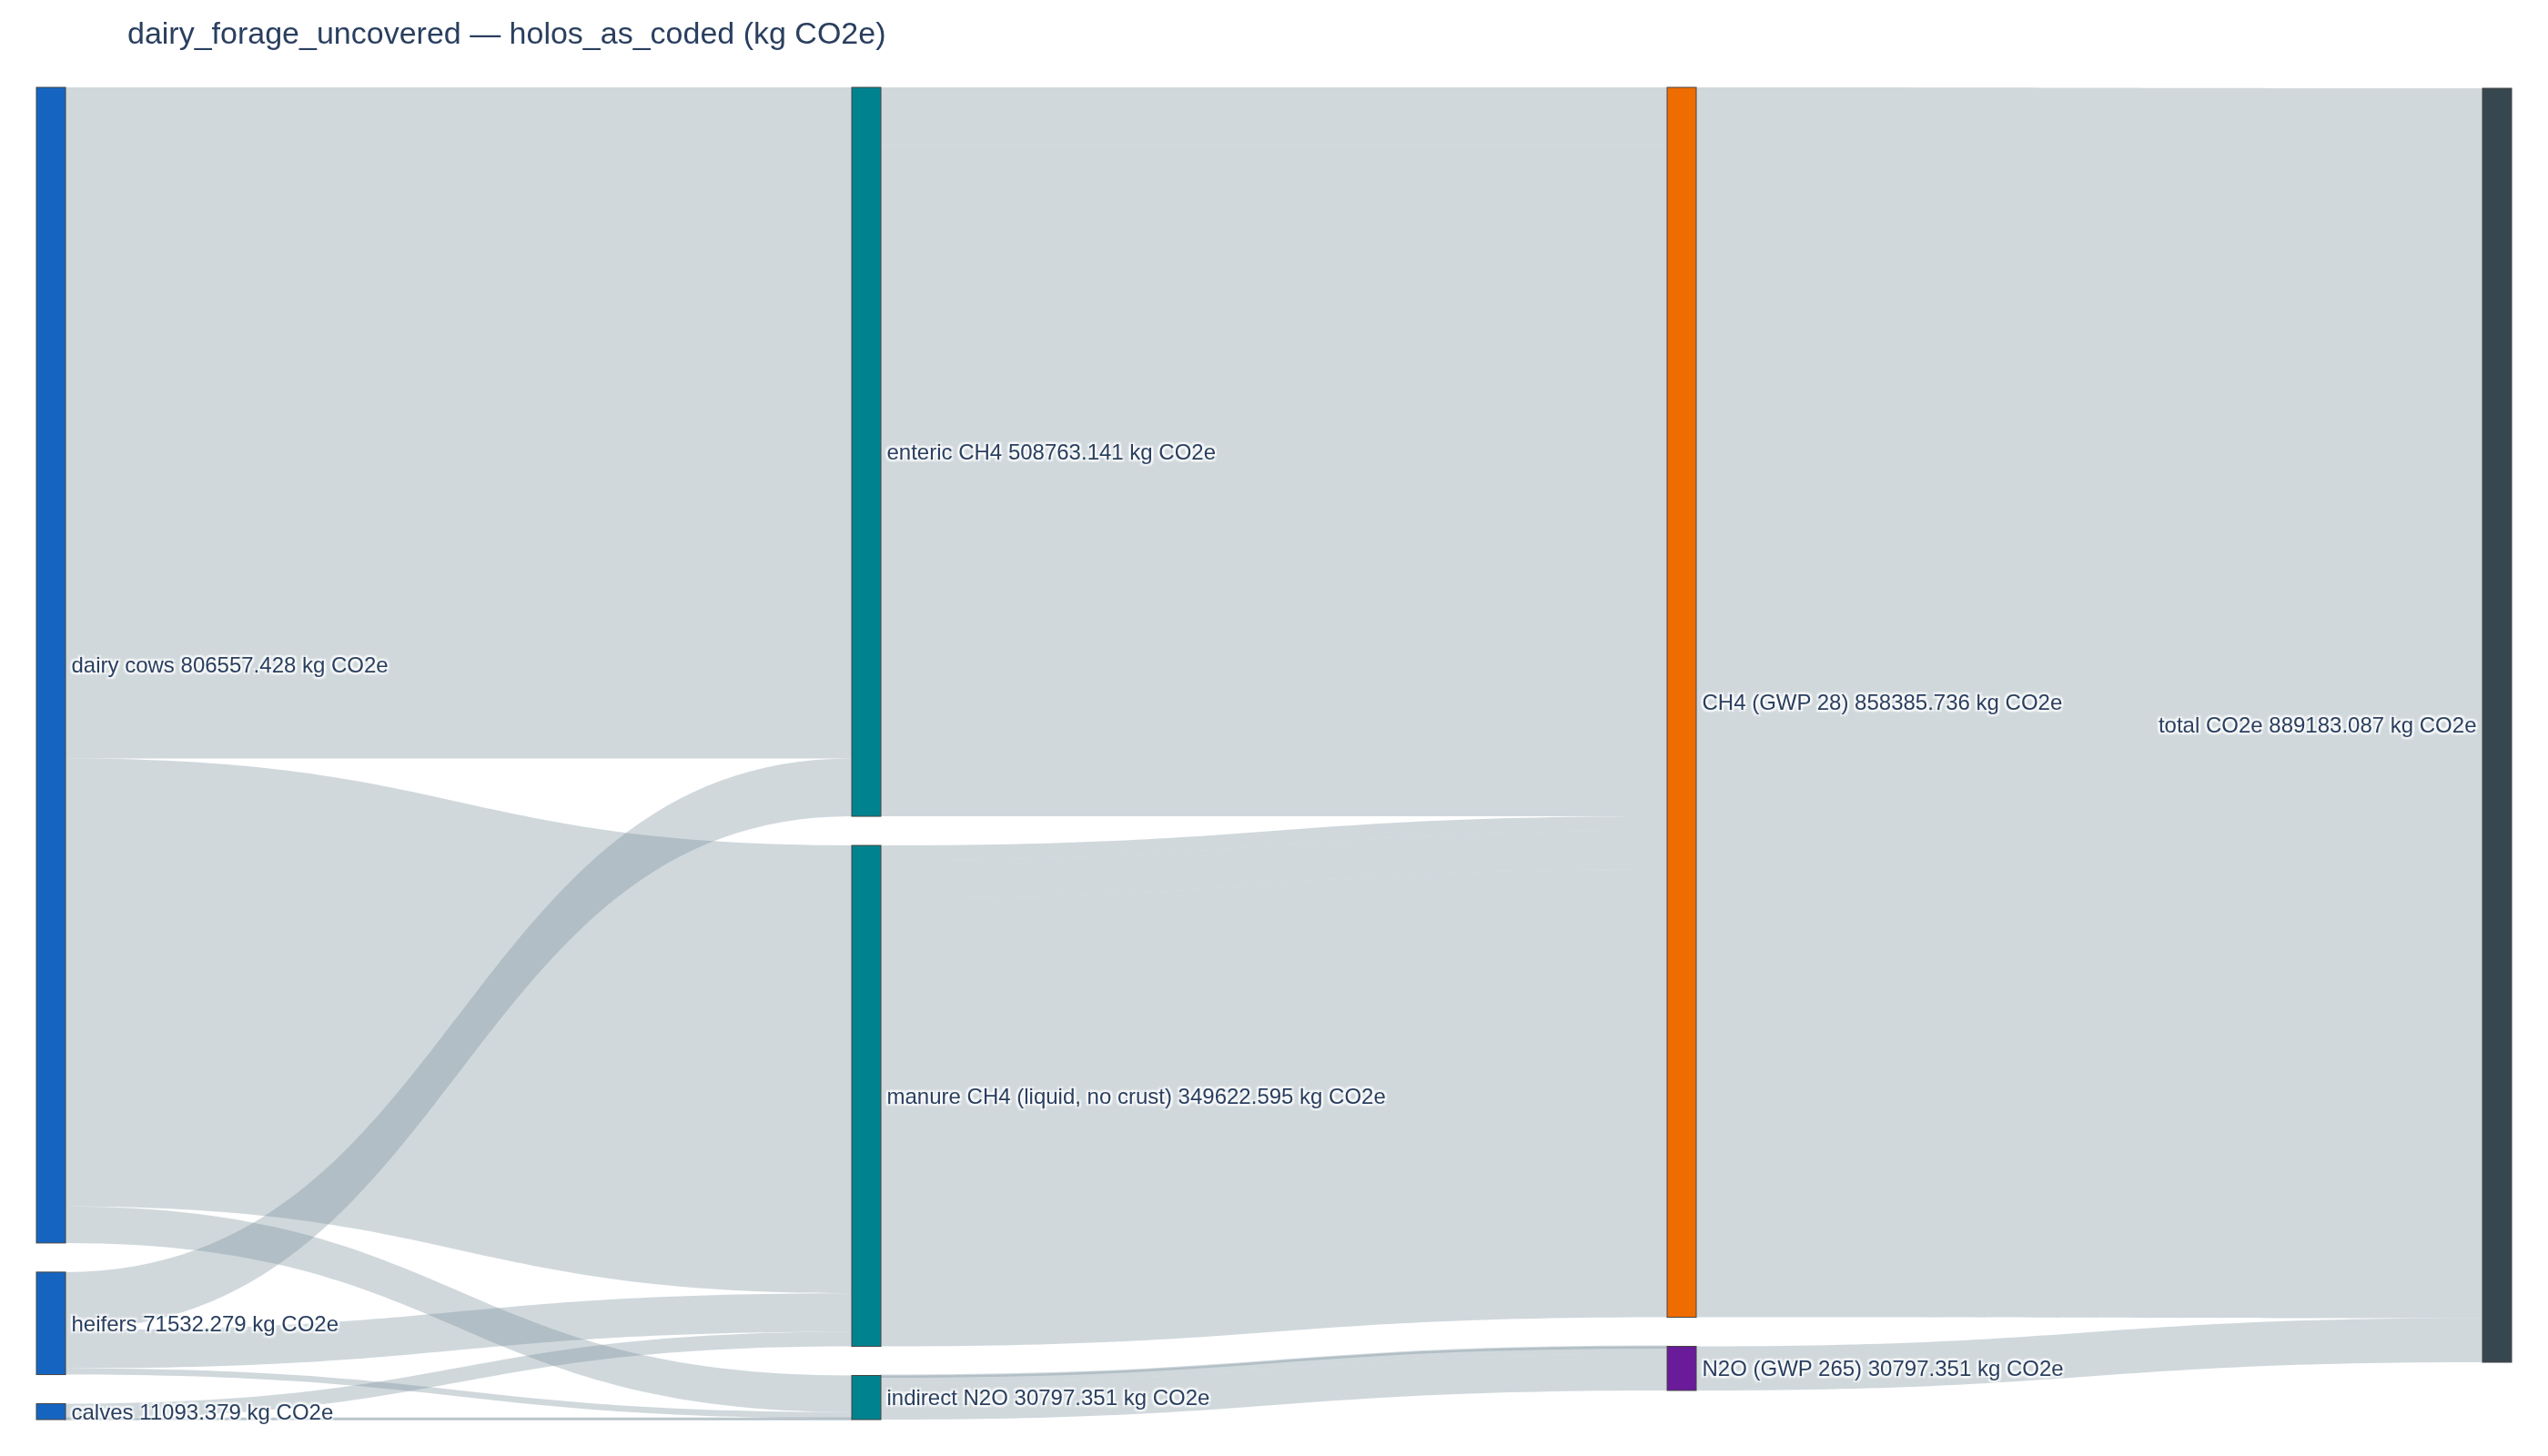 dairy_forage_uncovered — holos_as_coded (kg CO2e)
enteric CH4 508763.141 kg CO2e
dairy cows 806557.428 kg CO2e
CH4 (GWP 28) 858385.736 kg CO2e
total CO2e 889183.087 kg CO2e
manure CH4 (liquid, no crust) 349622.595 kg CO2e
heifers 71532.279 kg CO2e
N2O (GWP 265) 30797.351 kg CO2e
indirect N2O 30797.351 kg CO2e
calves 11093.379 kg CO2e